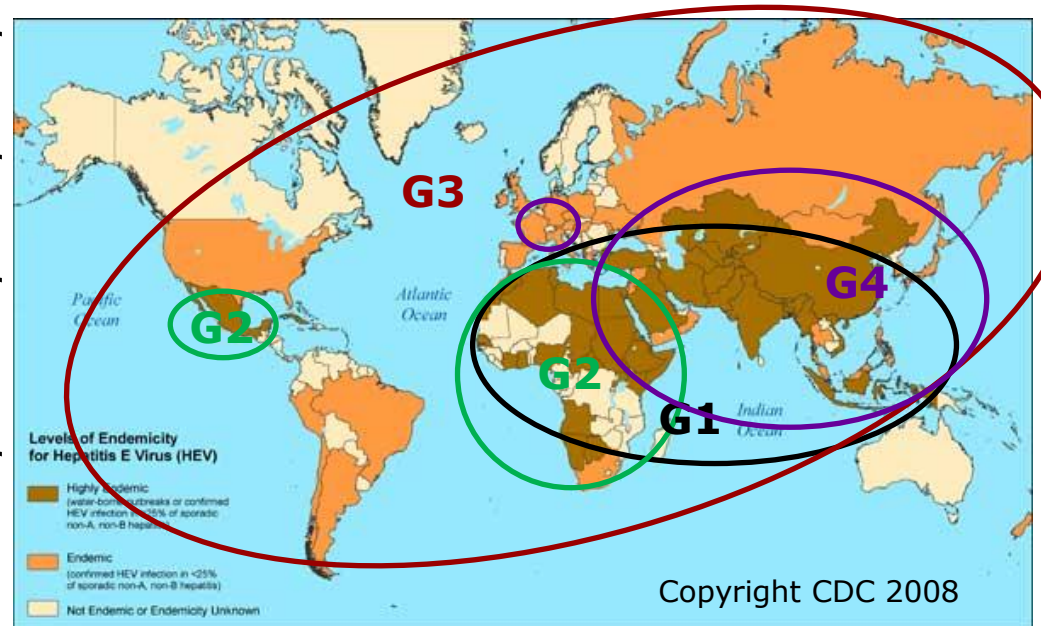 G3
G4
G2
G2
G1
Pacific
Ocean
Atlantic
Ocean
Indian
Ocean
Levels of Endemicity
for Hepatitis E Virus (HEV)
Highly Endemic
(water-borne outbreaks or confirmed
HEV infection in <25% of sporadic
non-A, non-B hepatitis)
Endemic
(confirmed HEV infection in <25%
of sporadic non-A, non-B hepatitis)
Not Endemic or Endemicity Unknown
Copyright CDC 2008